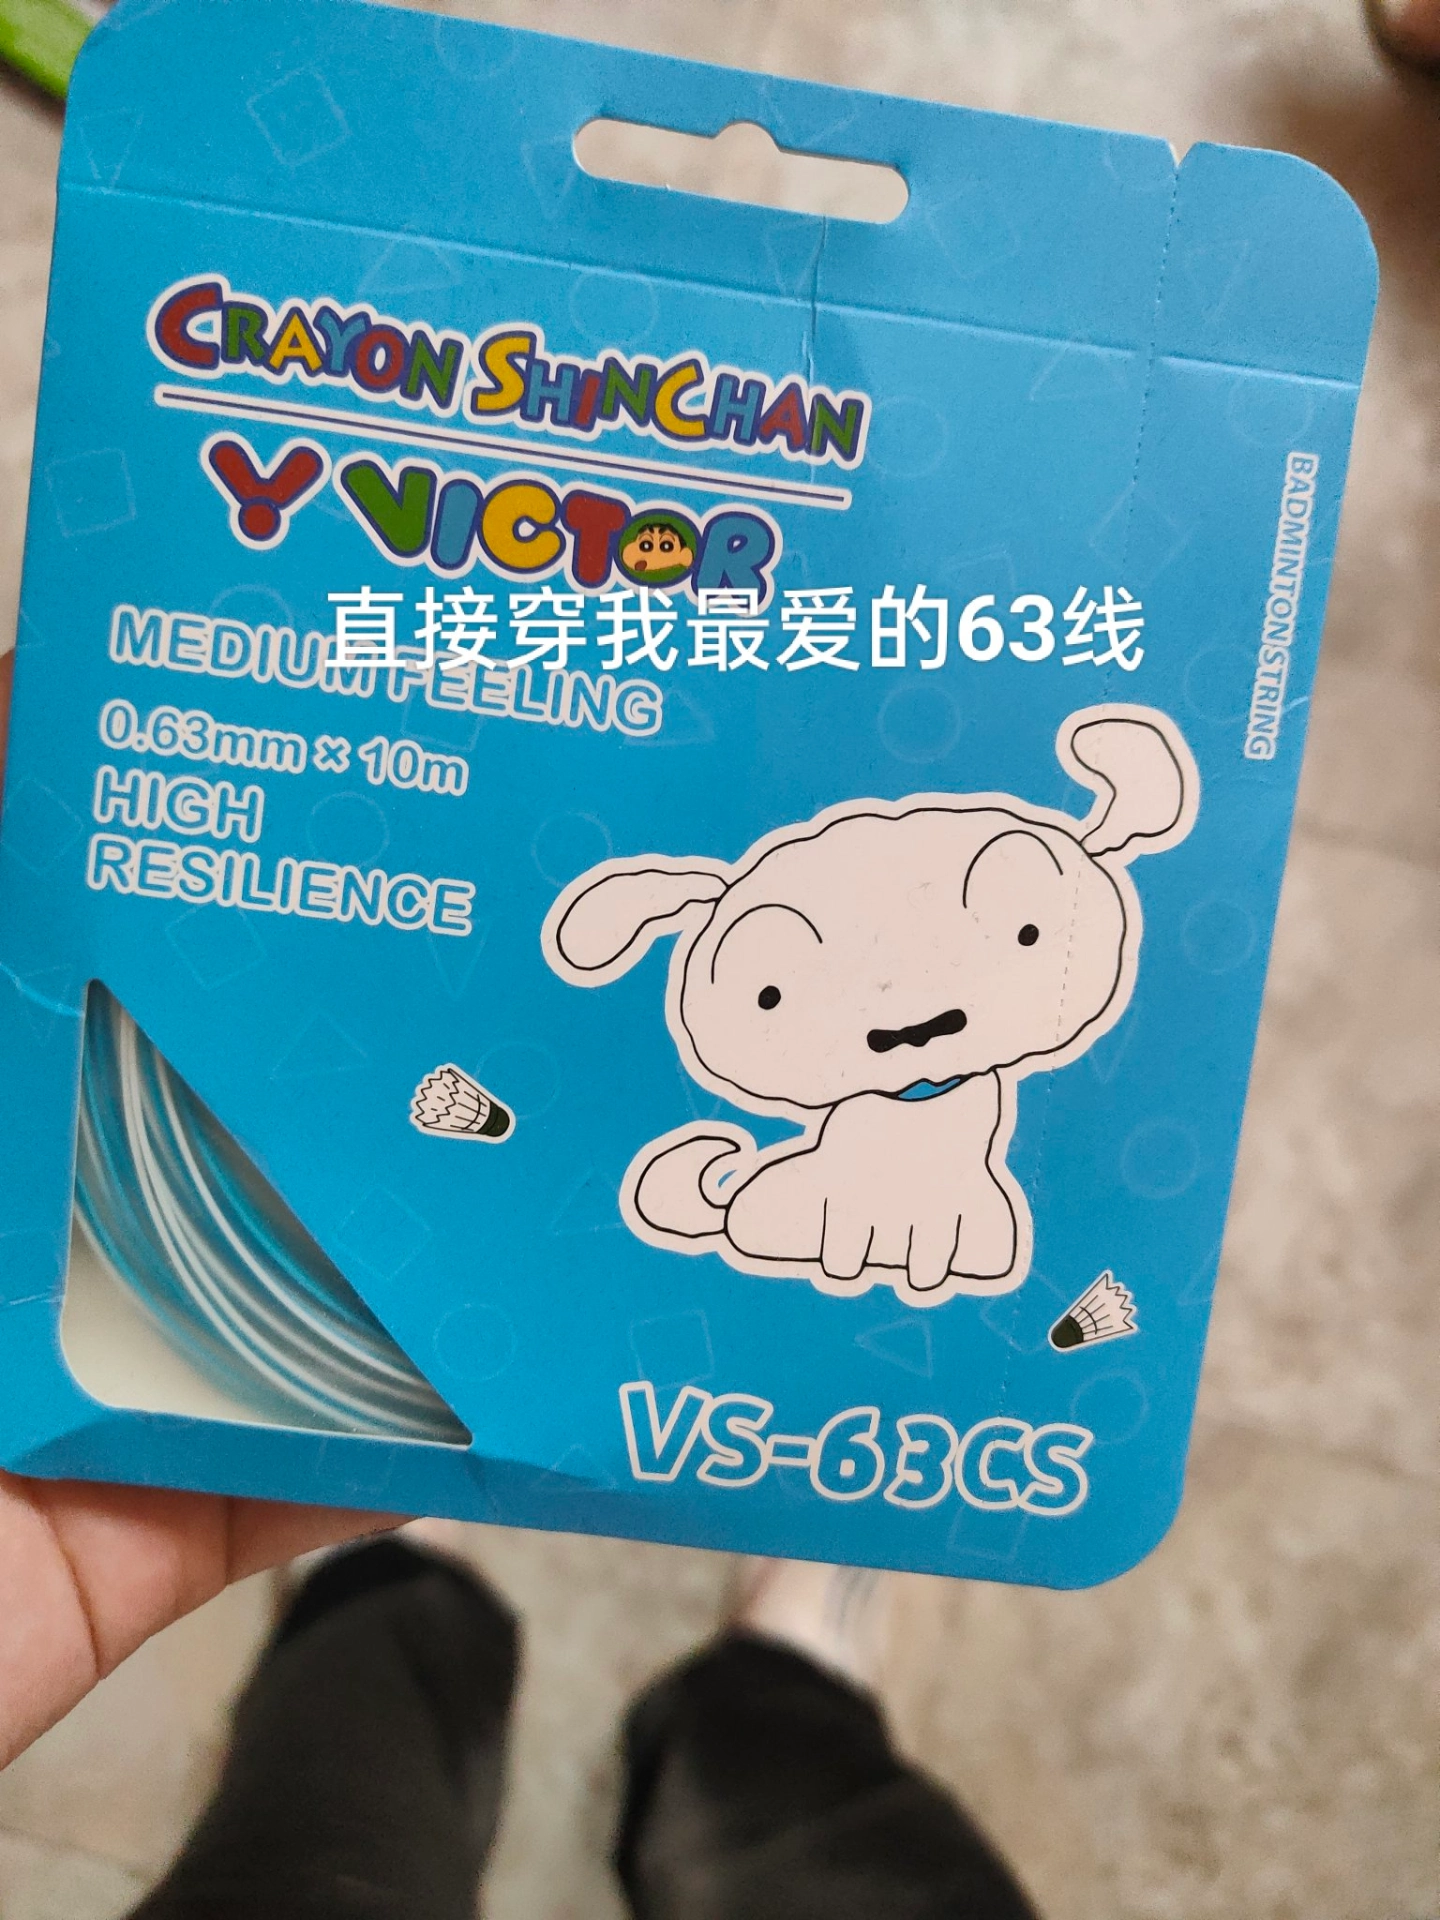 CRAYON SHINCHAN
VICTOR
直接穿我最爱的63线
MEDIUM FEELING
0.63mm × 10m
HIGH
RESILIENCE
BADMINTON STRING
VS-63CS